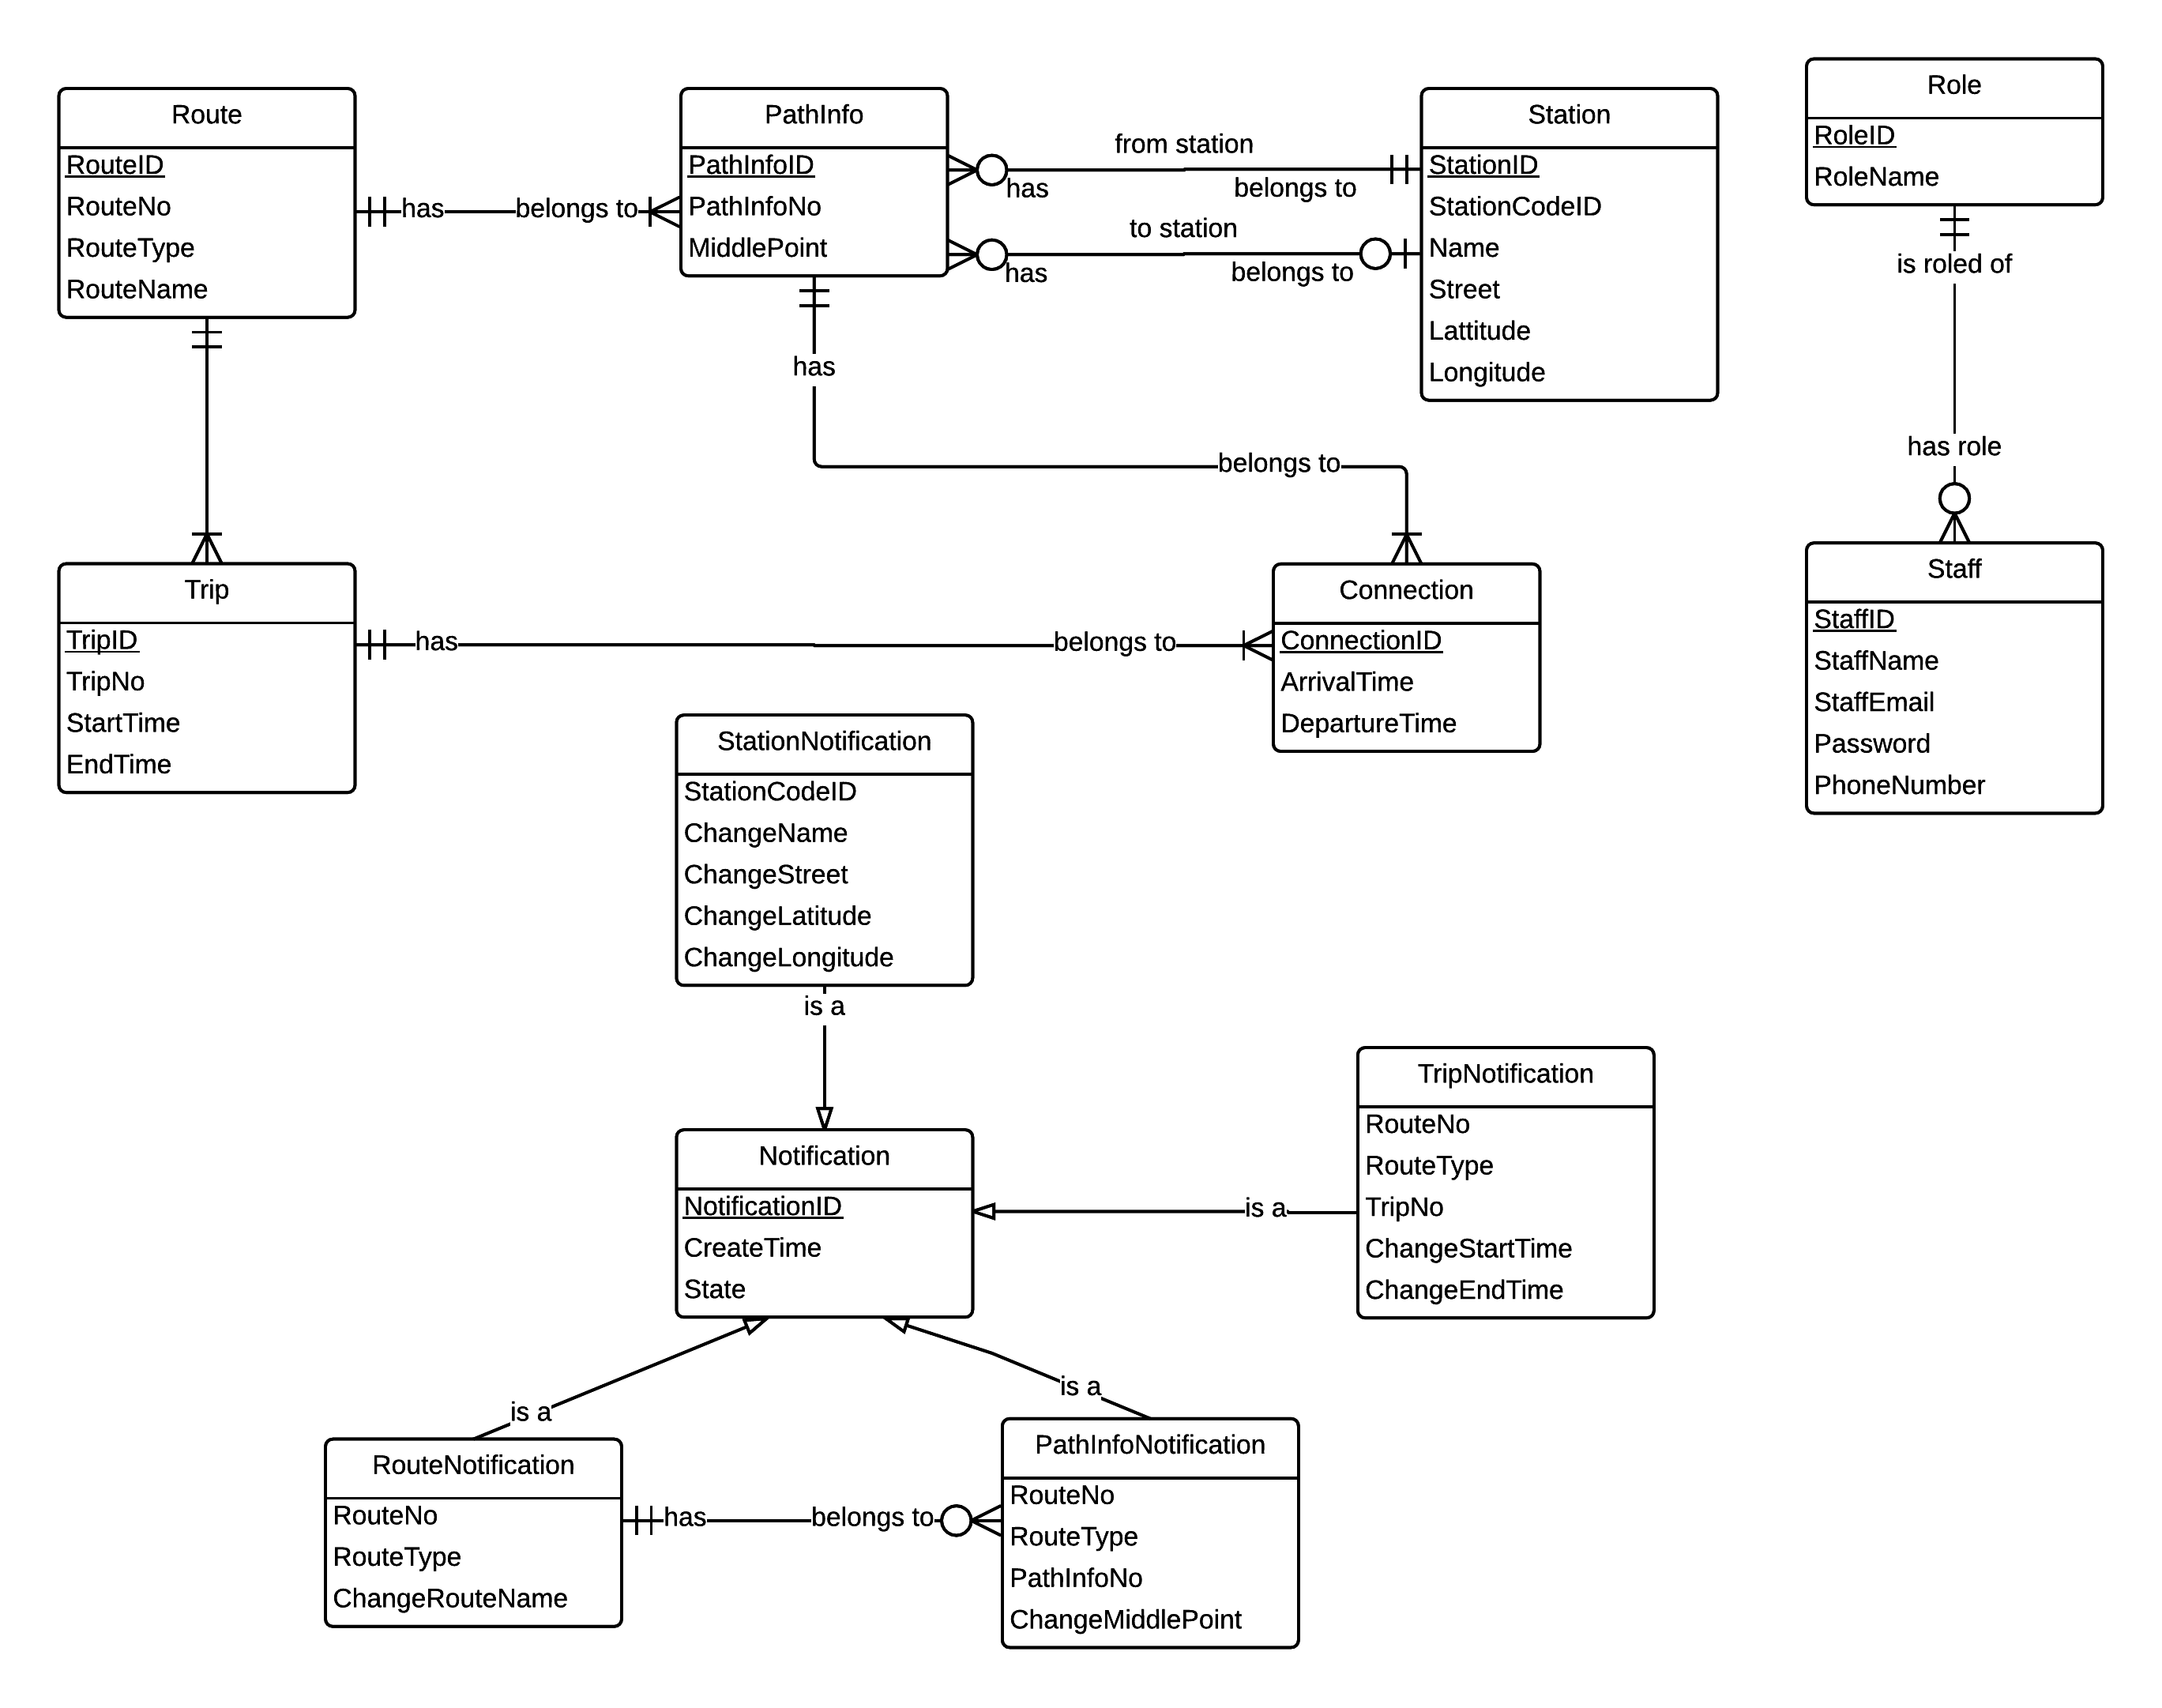 Route
RouteID
RouteNo
RouteType
RouteName
has
belongs to
PathInfo
PathInfoID
PathInfoNo
MiddlePoint
from station
has
belongs to
to station
has
belongs to
Station
StationID
StationCodeID
Name
Street
Lattitude
Longitude
Role
RoleID
RoleName
is roled of
has role
has
belongs to
Trip
TripID
TripNo
StartTime
EndTime
has
belongs to
Connection
ConnectionID
ArrivalTime
DepartureTime
Staff
StaffID
StaffName
StaffEmail
Password
PhoneNumber
StationNotification
StationCodeID
ChangeName
ChangeStreet
ChangeLatitude
ChangeLongitude
is a
Notification
NotificationID
CreateTime
State
is a
TripNotification
RouteNo
RouteType
TripNo
ChangeStartTime
ChangeEndTime
is a
is a
RouteNotification
RouteNo
RouteType
ChangeRouteName
has
belongs to
PathInfoNotification
RouteNo
RouteType
PathInfoNo
ChangeMiddlePoint